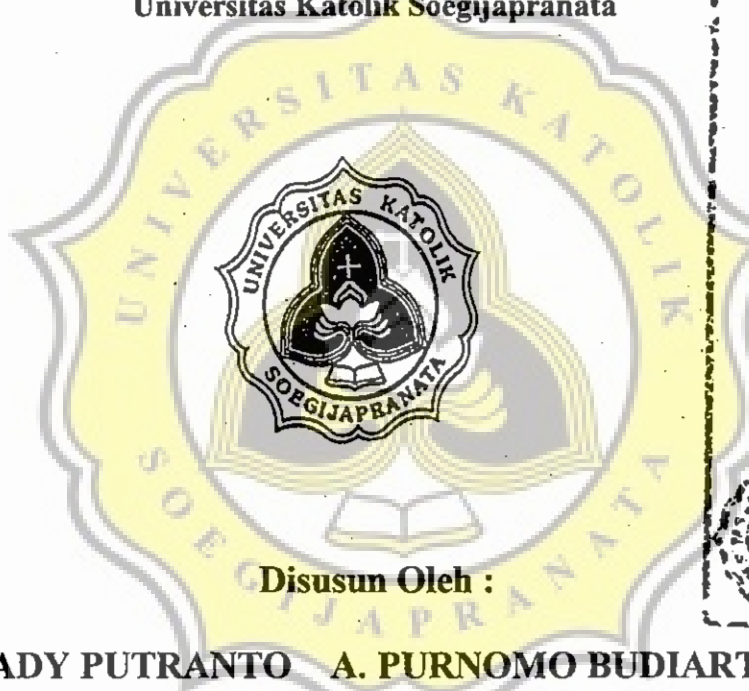 Universitas Katolik Soegijapranata
UNIVERSITAS KATOLIK
SOEGIJAPRANATA
UNIVERSITAS KATOLIK
SOEGIJAPRANATA
Disusun Oleh :
ADY PUTRANTO A. PURNOMO BUDIART